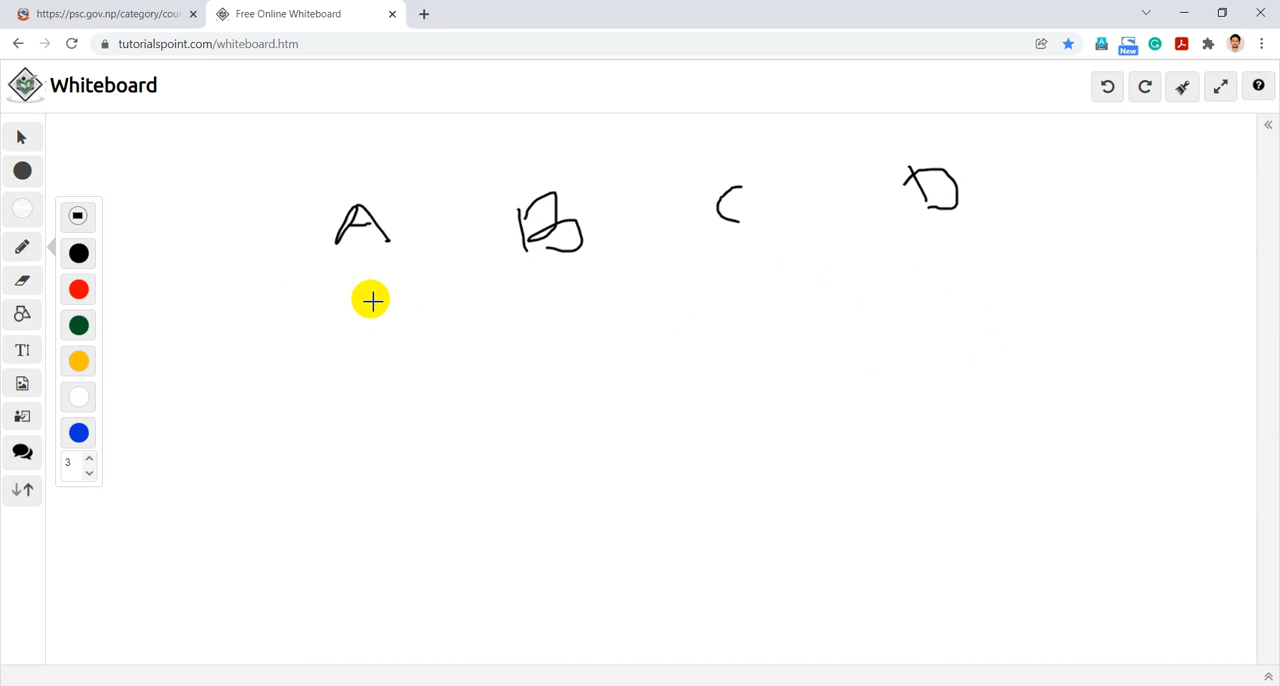 https://psc.gov.np/category/cou
Free Online Whiteboard
tutorialspoint.com/whiteboard.htm
New
Whiteboard
A B C D
T
3